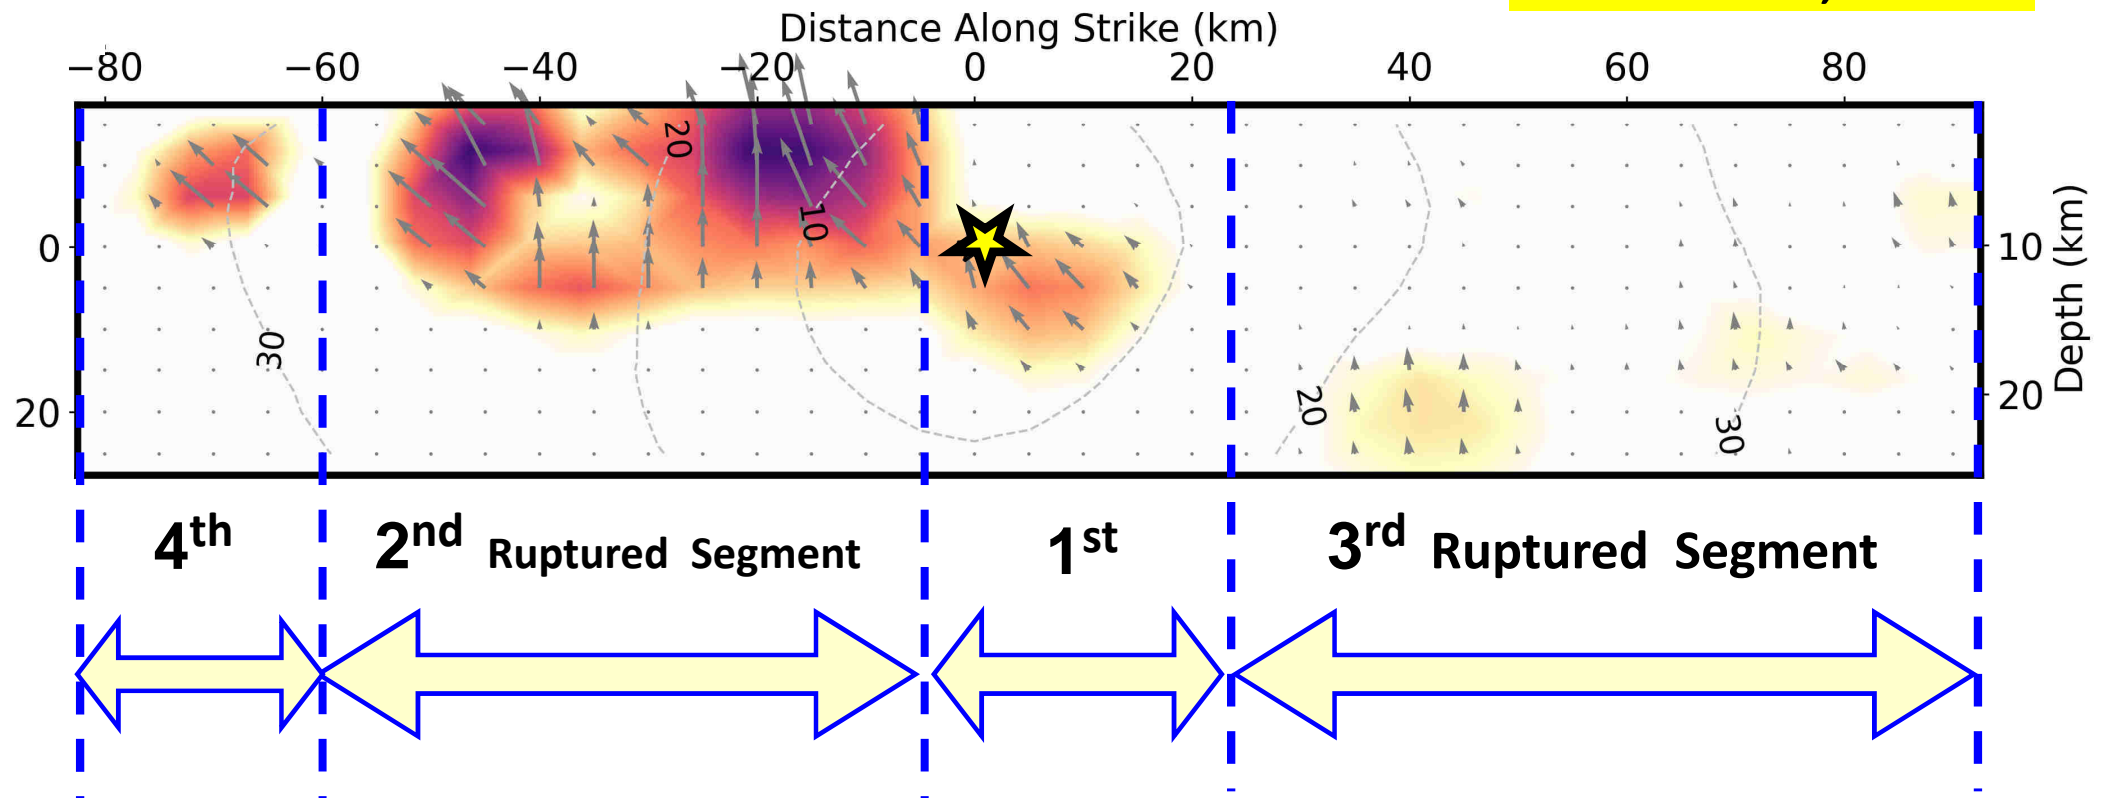 Distance Along Strike (km)
−80 −60 −40 −20 0 20 40 60 80
20
10
0 10
30
20 20
30
Depth (km)
4th 2nd Ruptured Segment 1st 3rd Ruptured Segment